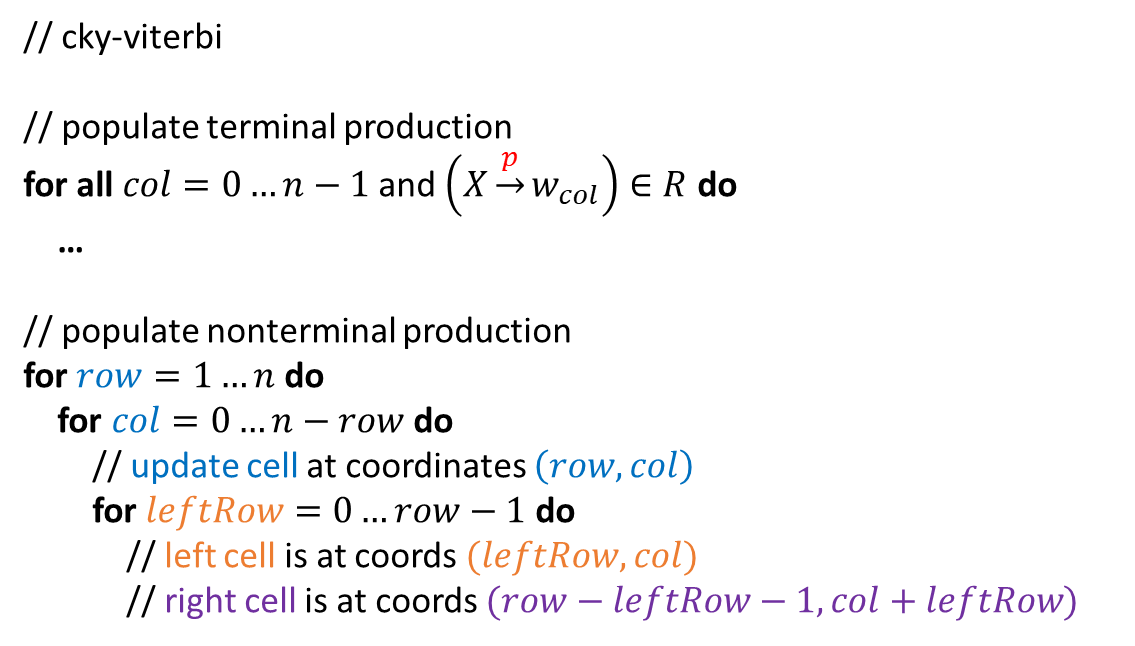 // cky-viterbi
// populate terminal production
for all col = 0 … n − 1 and (X →^p w_col) ∈ R do
…
// populate nonterminal production
for row = 1 … n do
for col = 0 … n − row do
// update cell at coordinates (row, col)
for leftRow = 0 … row − 1 do
// left cell is at coords (leftRow, col)
// right cell is at coords (row − leftRow − 1, col + leftRow)